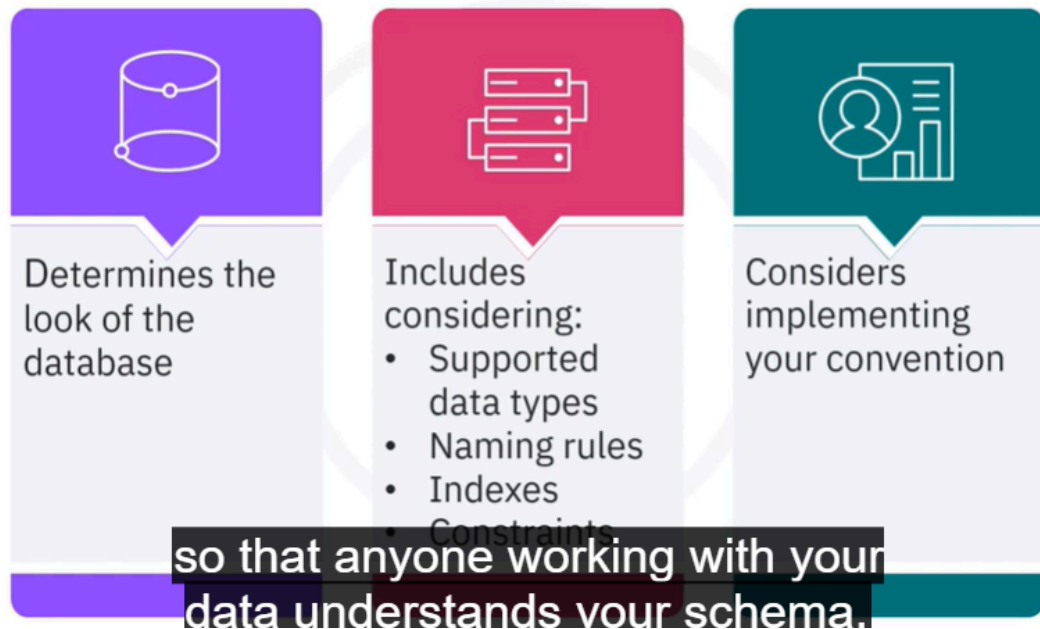 Determines the
look of the
database
Includes
considering:
• Supported
data types
• Naming rules
• Indexes
• Constraints
Considers
implementing
your convention
so that anyone working with your
data understands your schema.